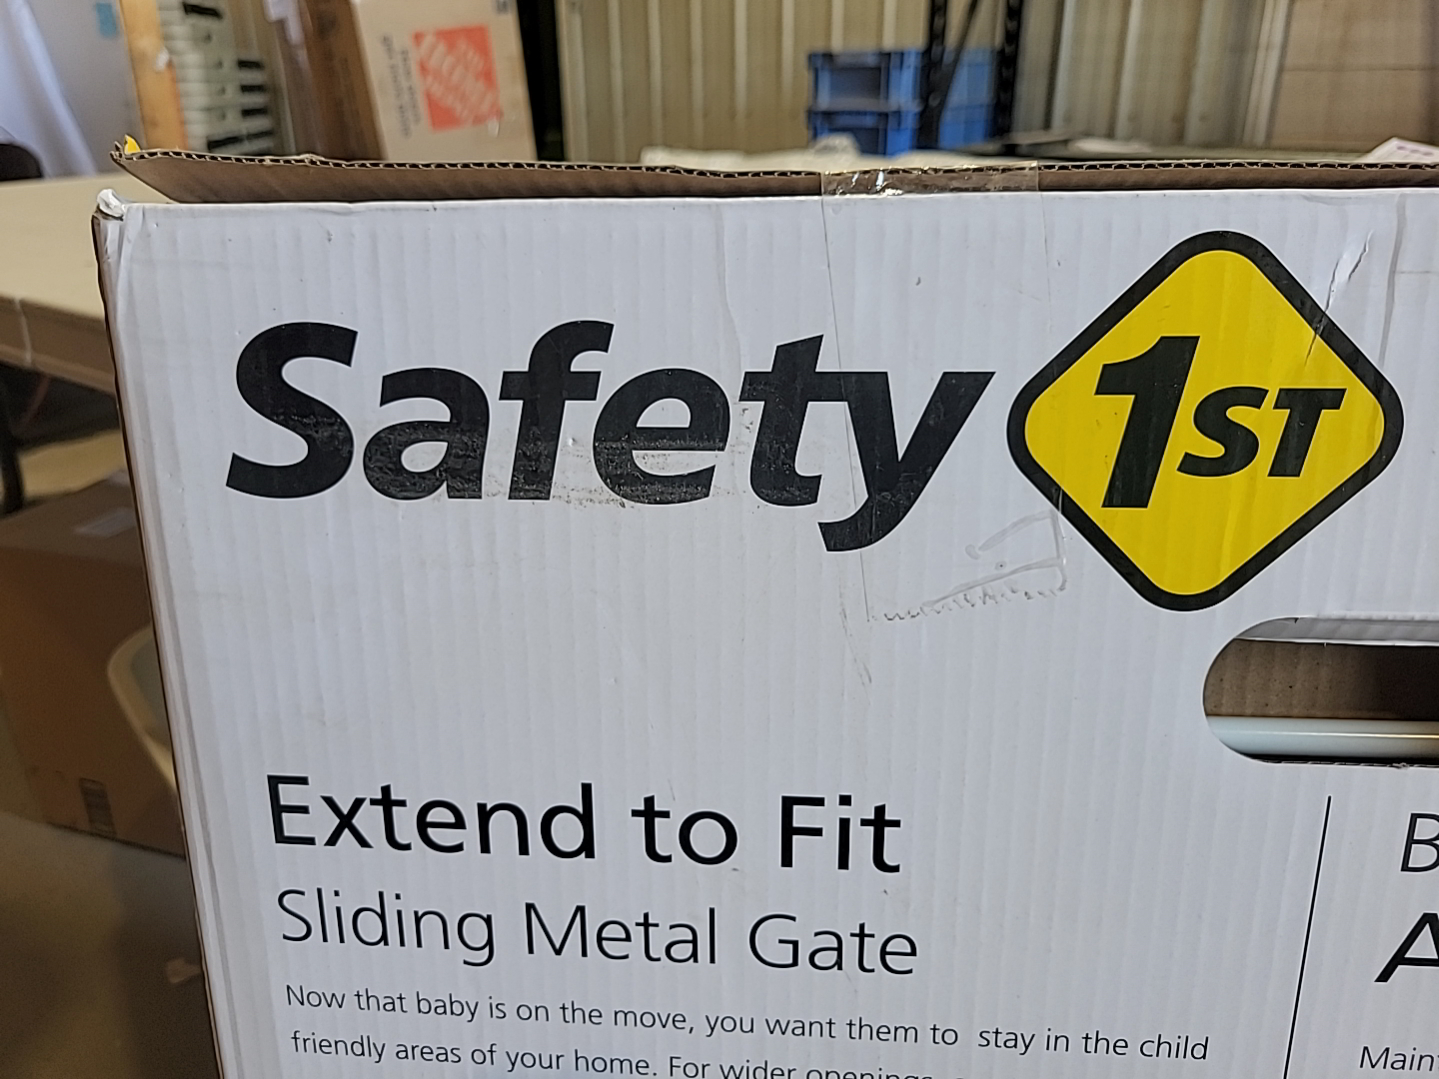 Safety 1ST
Extend to Fit
Sliding Metal Gate
Now that baby is on the move, you want them to stay in the child
friendly areas of your home. For wider openings
B
A
Main